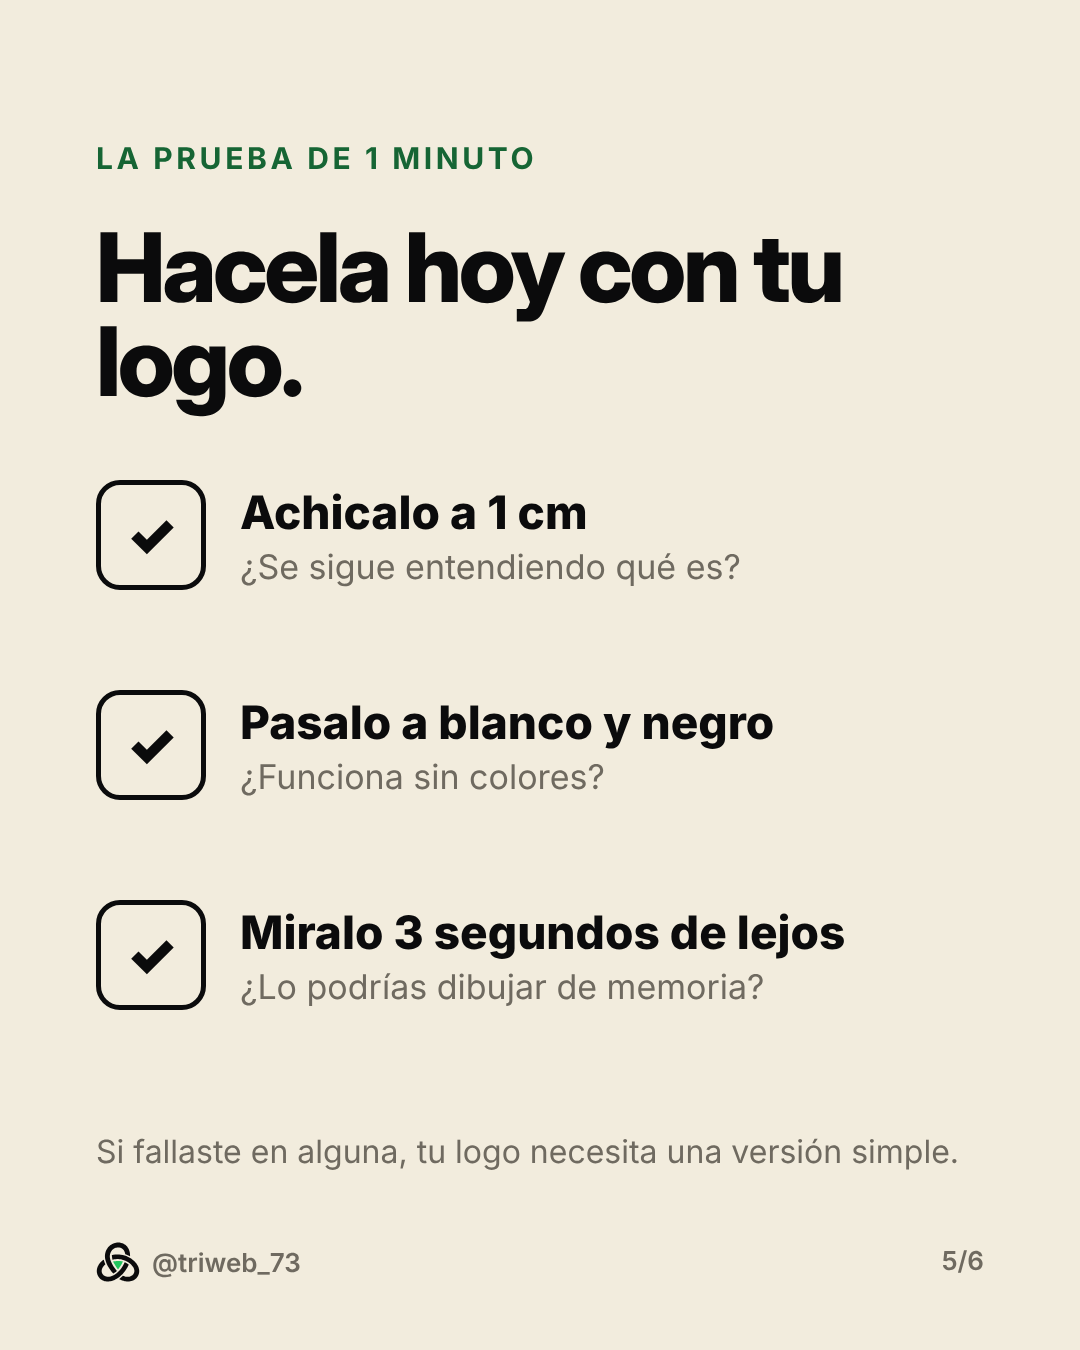 LA PRUEBA DE 1 MINUTO
Hacela hoy con tu
logo.
Achicalo a 1 cm
¿Se sigue entendiendo qué es?
Pasalo a blanco y negro
¿Funciona sin colores?
Miralo 3 segundos de lejos
¿Lo podrías dibujar de memoria?
Si fallaste en alguna, tu logo necesita una versión simple.
@triweb_73
5/6